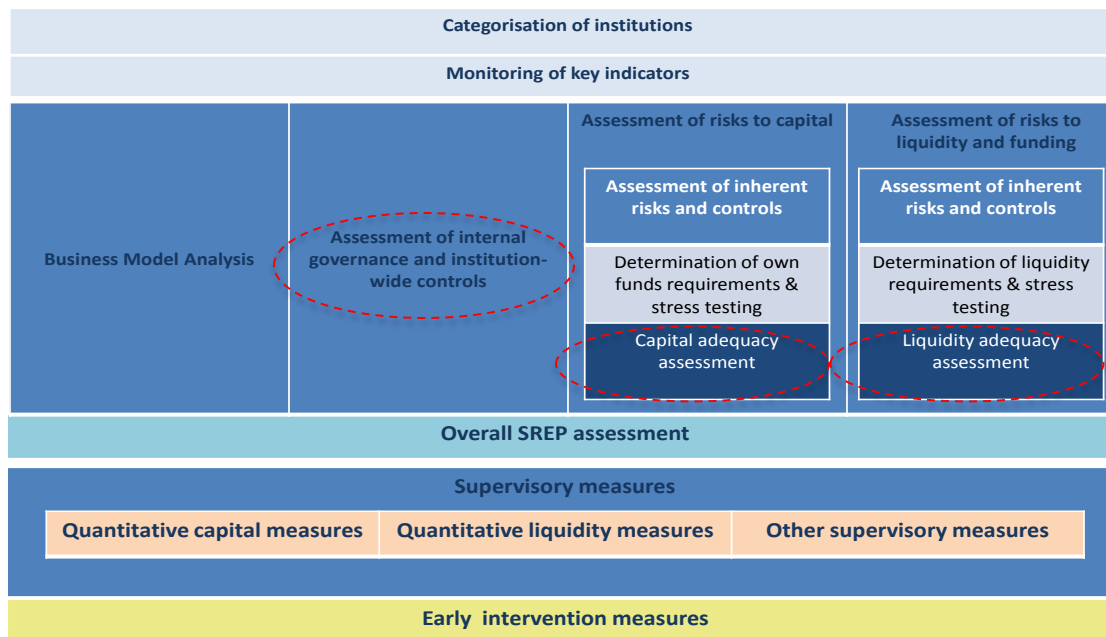 Categorisation of institutions
Monitoring of key indicators
Business Model Analysis
Assessment of internal
governance and institution-
wide controls
Assessment of risks to capital
Assessment of inherent
risks and controls
Determination of own
funds requirements &
stress testing
Capital adequacy
assessment
Assessment of risks to
liquidity and funding
Assessment of inherent
risks and controls
Determination of liquidity
requirements & stress
testing
Liquidity adequacy
assessment
Overall SREP assessment
Supervisory measures
Quantitative capital measures
Quantitative liquidity measures
Other supervisory measures
Early intervention measures